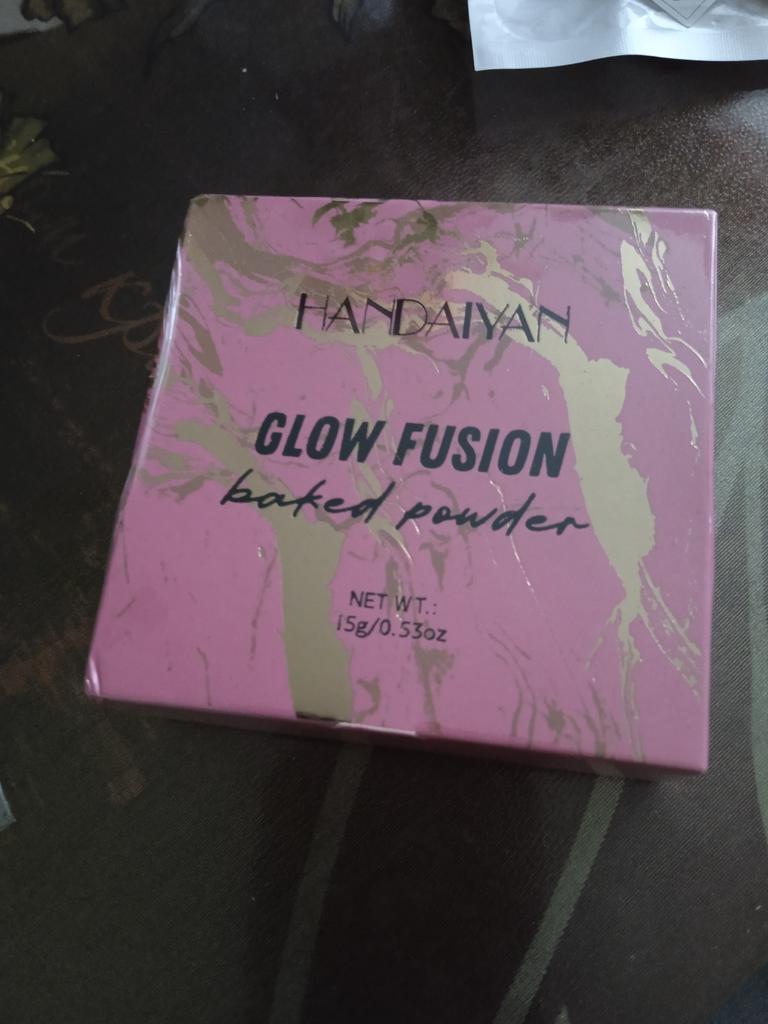 HANDAIYAN
GLOW FUSION
baked powder
NET WT.:
15g/0.53oz